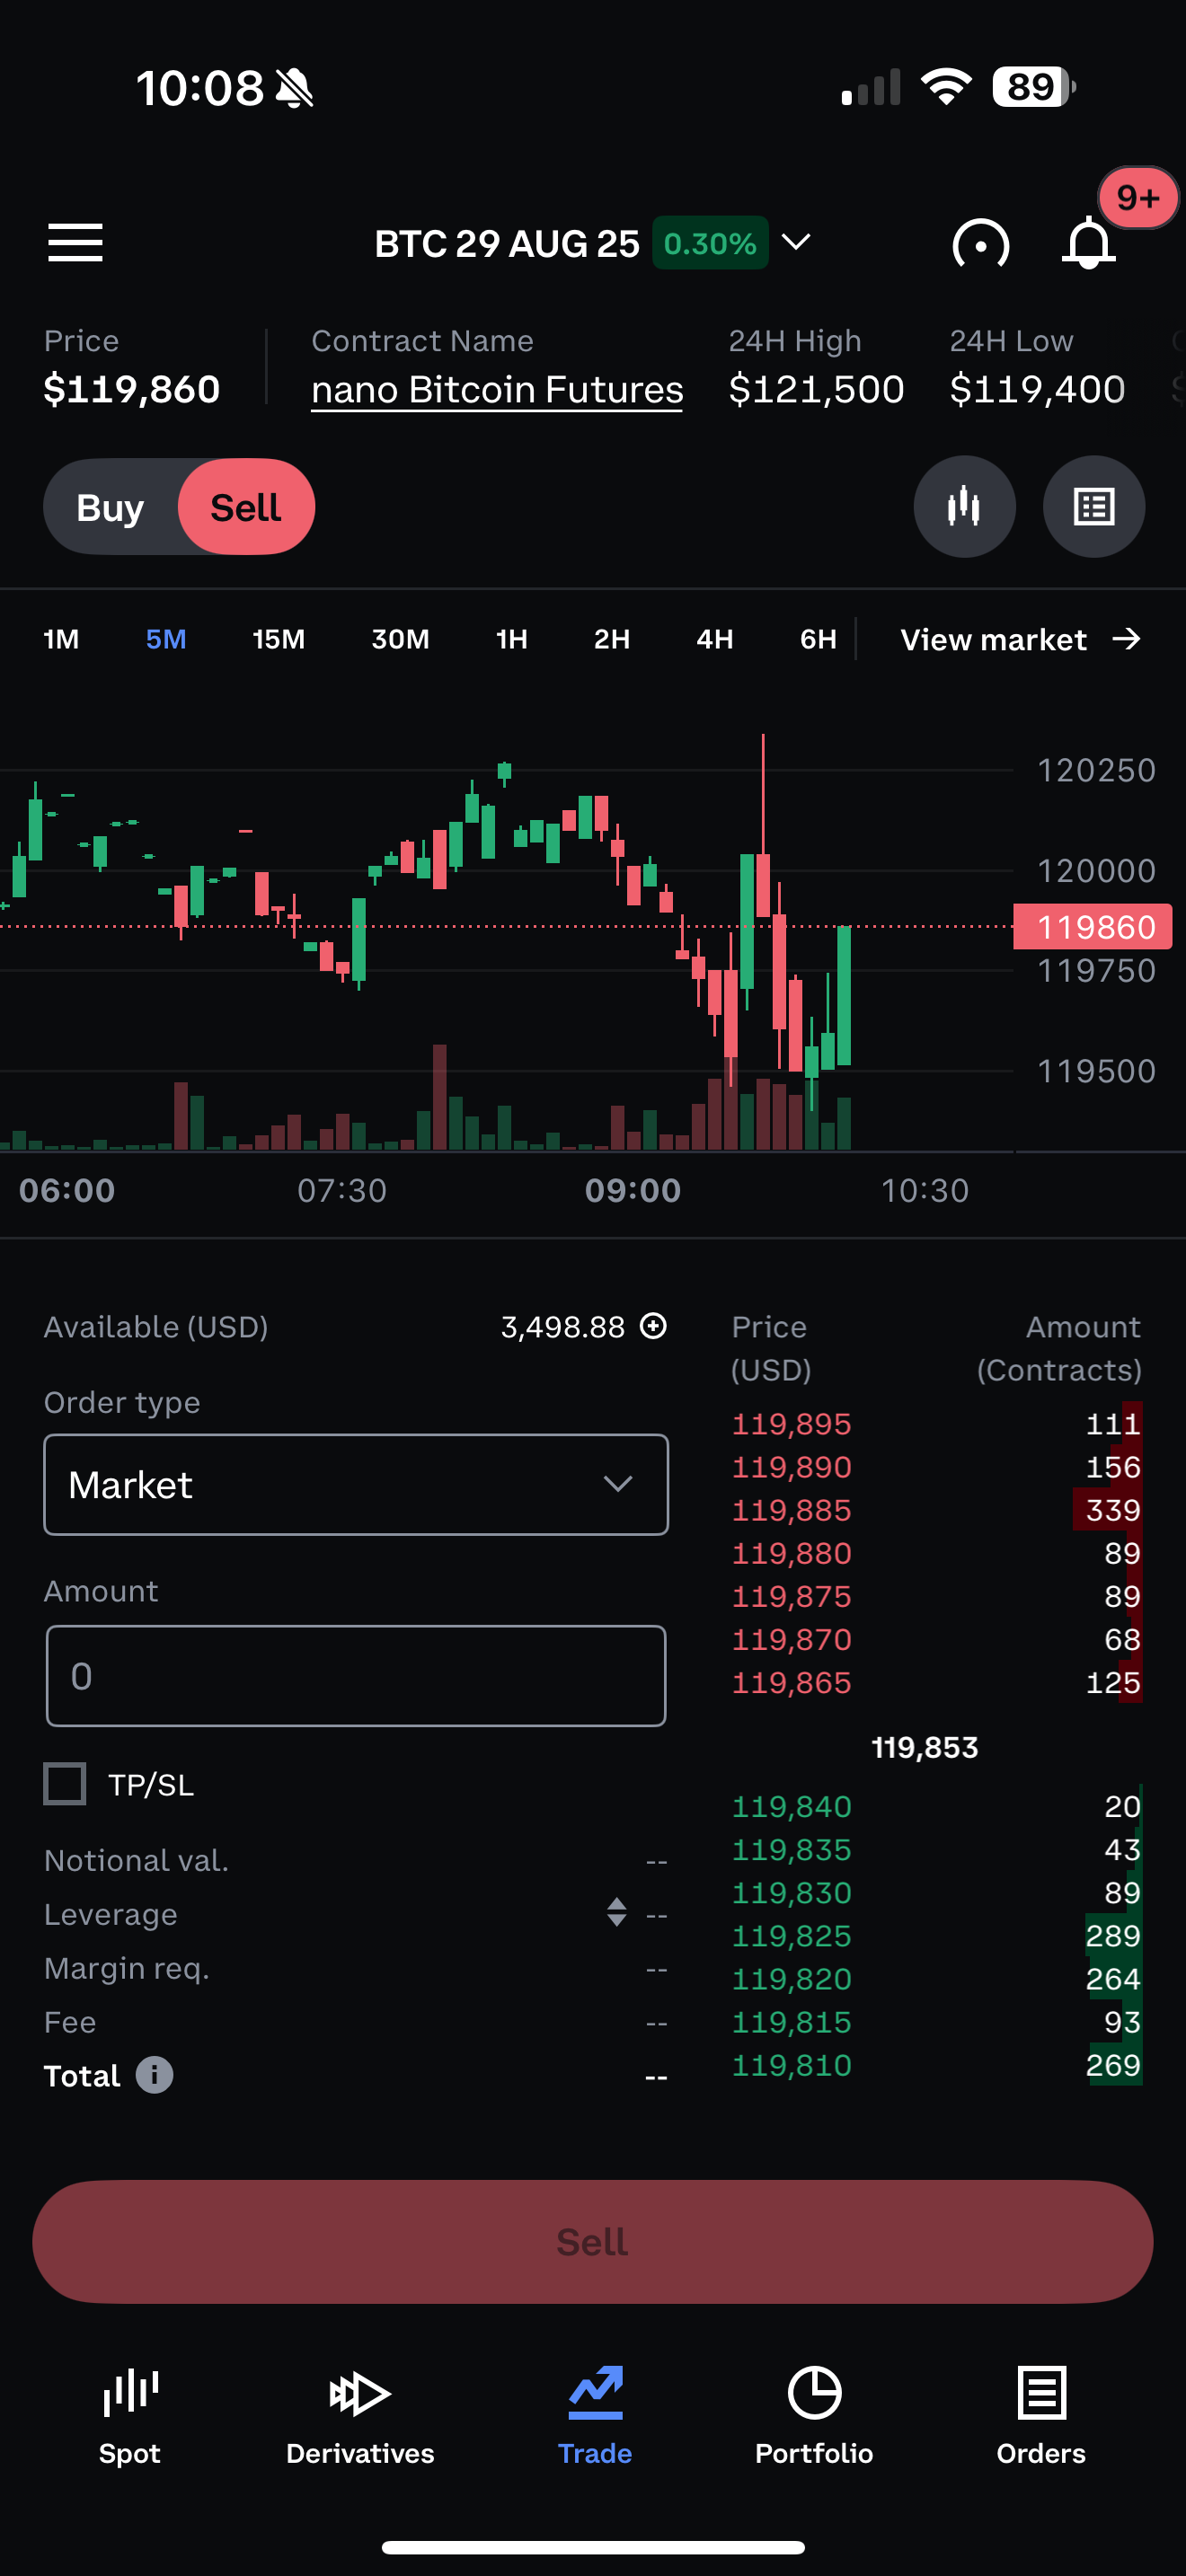 10:08
89
9+
BTC 29 AUG 25 0.30%
Price Contract Name 24H High 24H Low
$119,860 nano Bitcoin Futures $121,500 $119,400
Buy Sell
1M 5M 15M 30M 1H 2H 4H 6H View market
120250
120000
119860
119750
119500
06:00 07:30 09:00 10:30
Available (USD) 3,498.88
Order type
Market
Amount
0
TP/SL
Notional val. --
Leverage --
Margin req. --
Fee --
Total --
Price Amount
(USD) (Contracts)
119,895 111
119,890 156
119,885 339
119,880 89
119,875 89
119,870 68
119,865 125
119,853
119,840 20
119,835 43
119,830 89
119,825 289
119,820 264
119,815 93
119,810 269
Sell
Spot Derivatives Trade Portfolio Orders